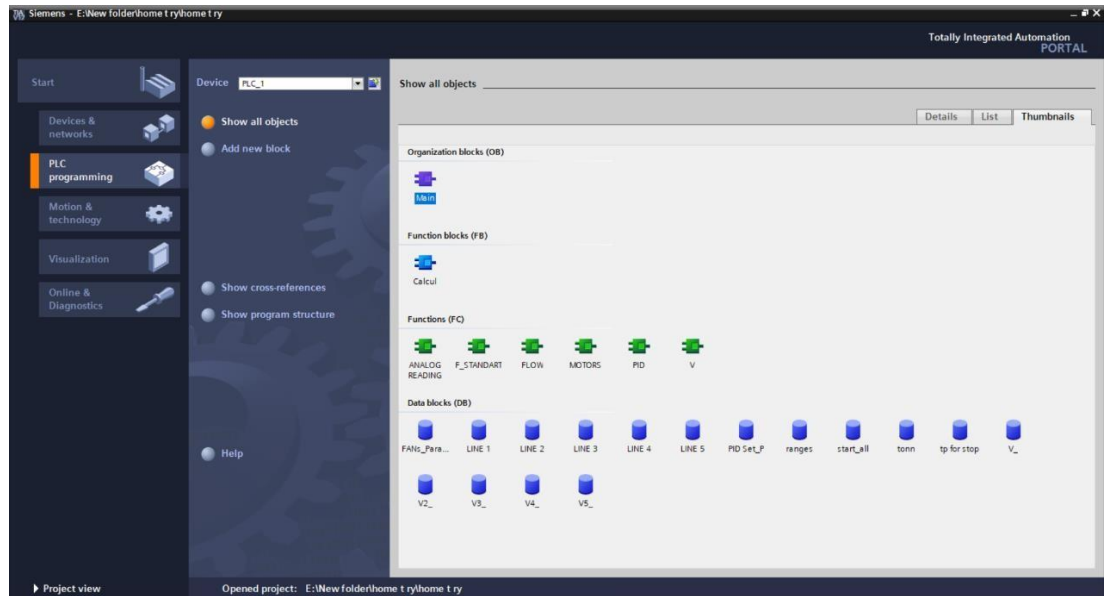 Siemens - E:\New folder\home t ry\home t ry
Totally Integrated Automation
PORTAL
Start
Devices &
networks
PLC
programming
Motion &
technology
Visualization
Online &
Diagnostics
Device PLC_1
Show all objects
Add new block
Show cross-references
Show program structure
Help
Show all objects
Details List Thumbnails
Organization blocks (OB)
Main
Function blocks (FB)
Calcul
Functions (FC)
ANALOG READING F_STANDART FLOW MOTORS PID V
Data blocks (DB)
FANs_Para... LINE 1 LINE 2 LINE 3 LINE 4 LINE 5 PID Set_P ranges start_all tonn tp for stop V_
V2_ V3_ V4_ V5_
Project view
Opened project: E:\New folder\home t ry\home t ry